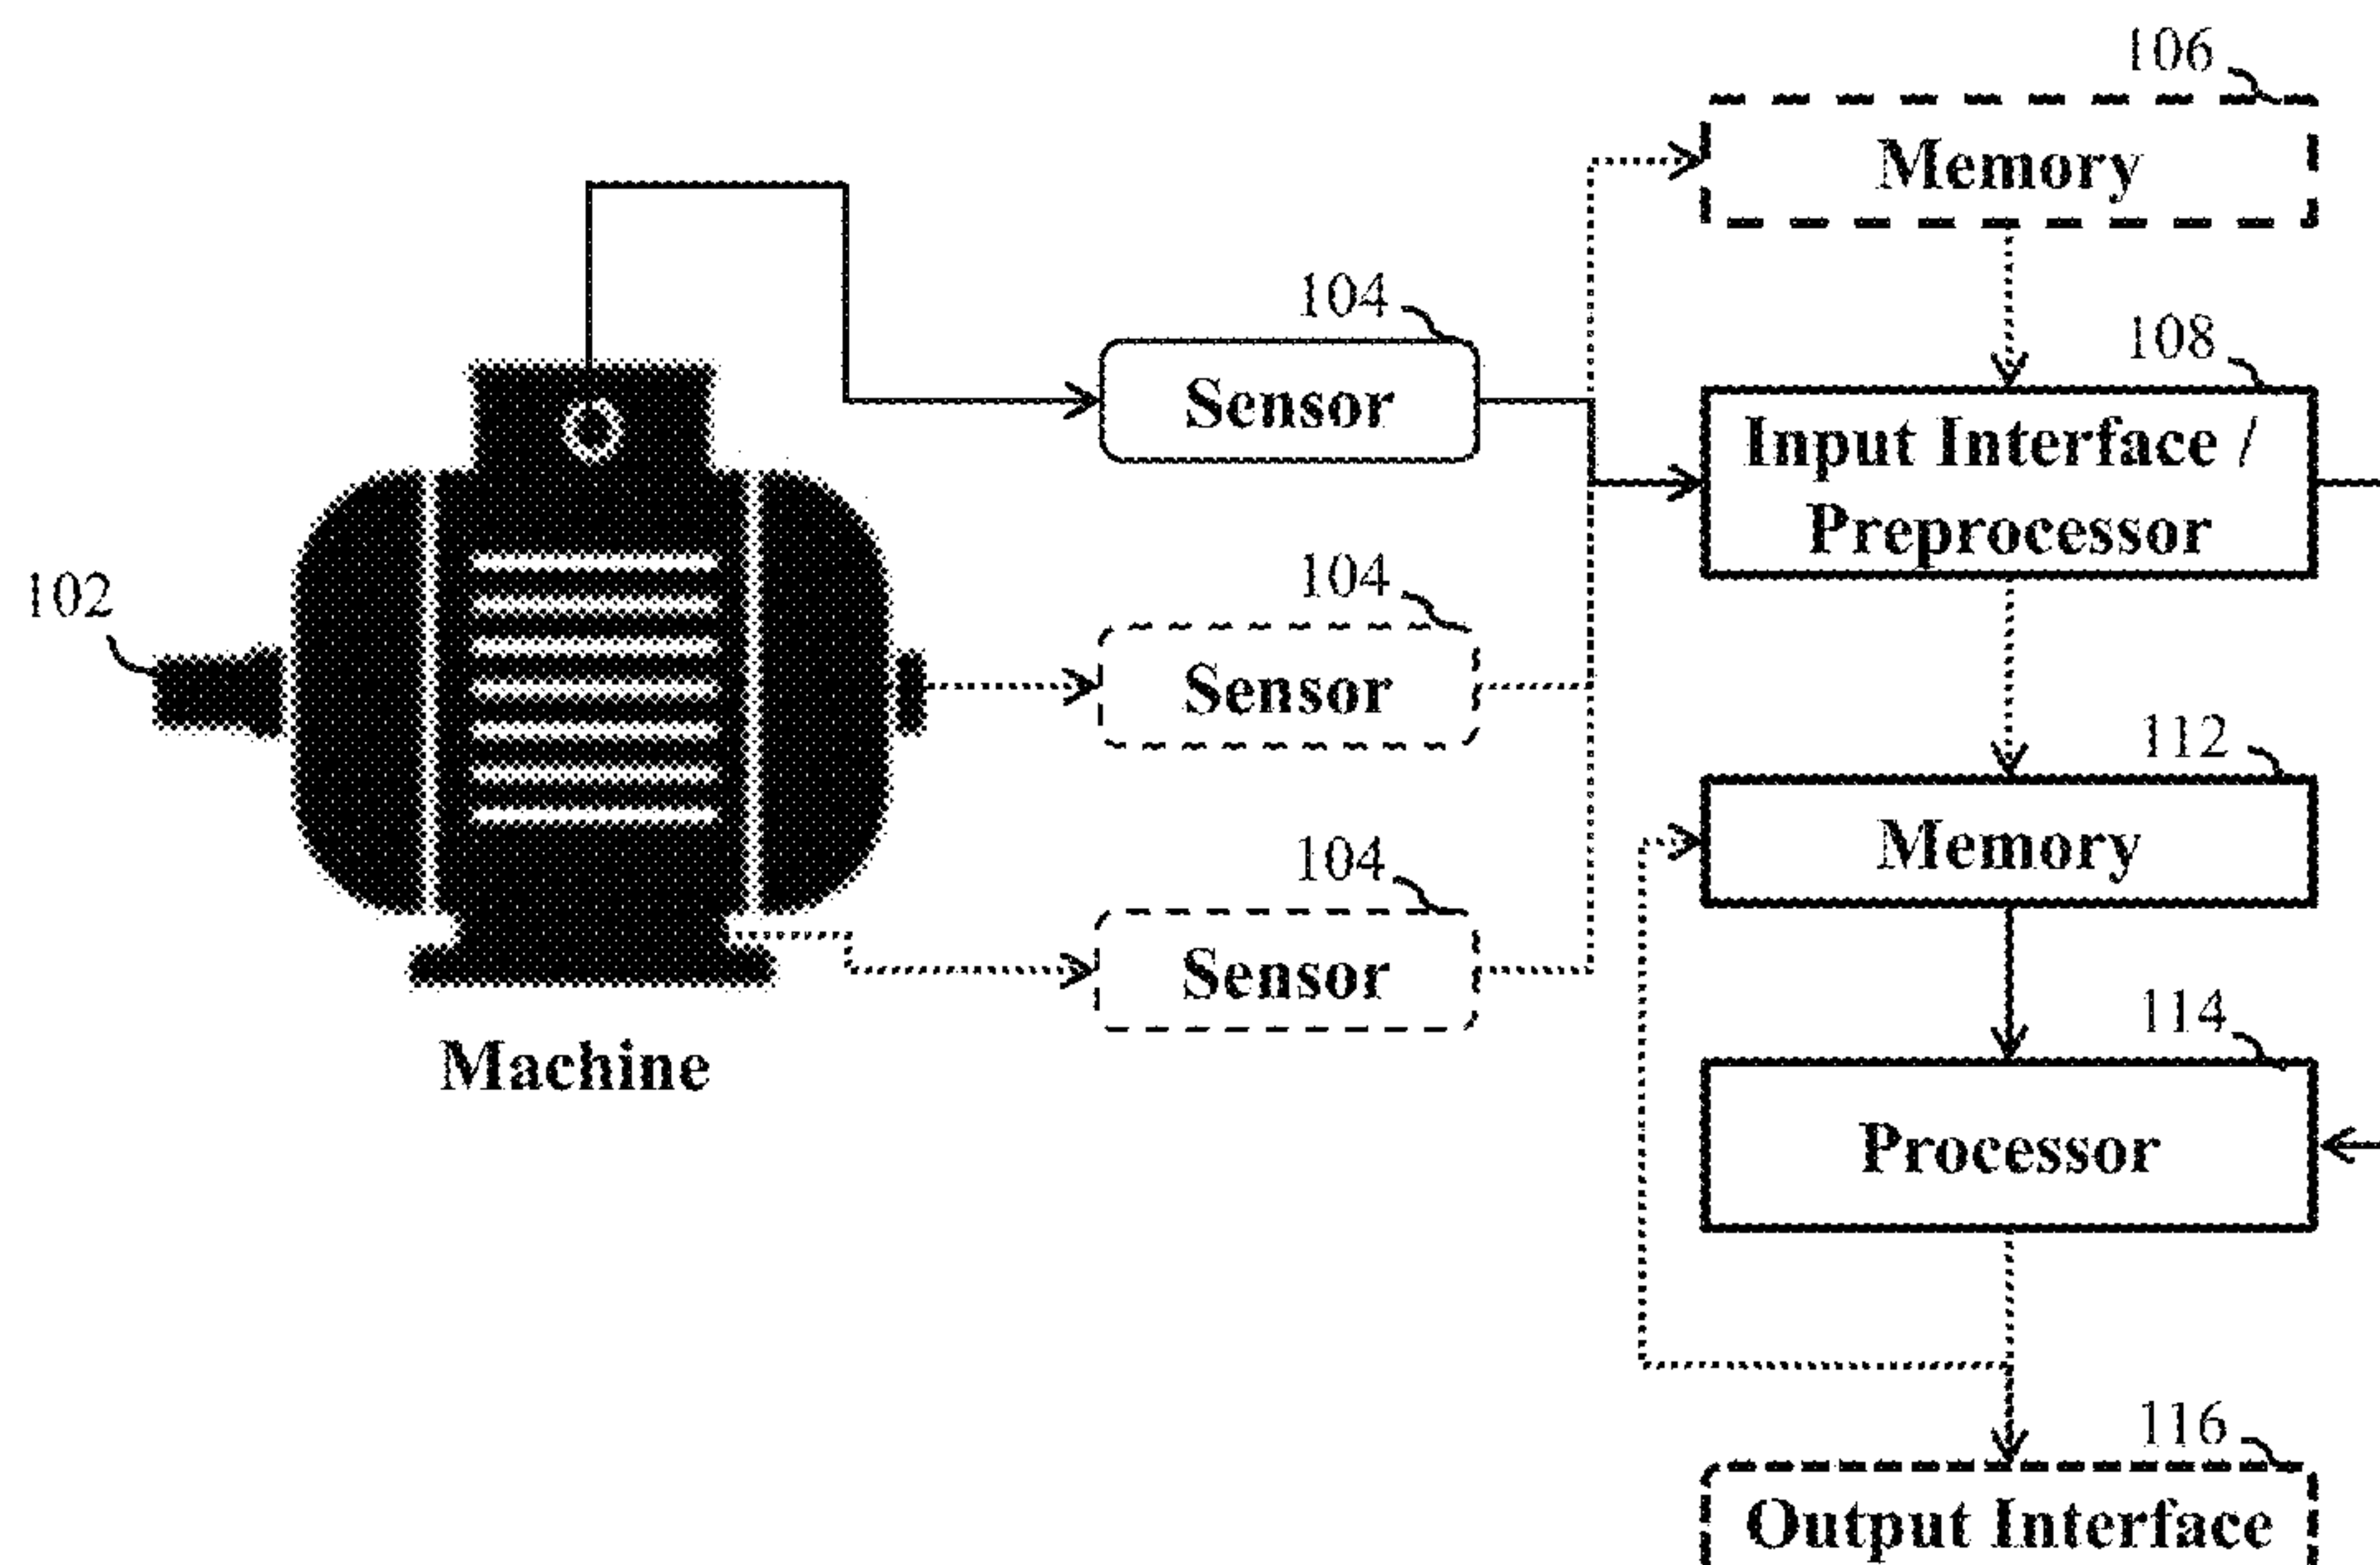 106
Memory
104
Sensor
108
Input Interface /
Preprocessor
102
104
Sensor
112
Memory
104
Sensor
114
Processor
Machine
116
Output Interface